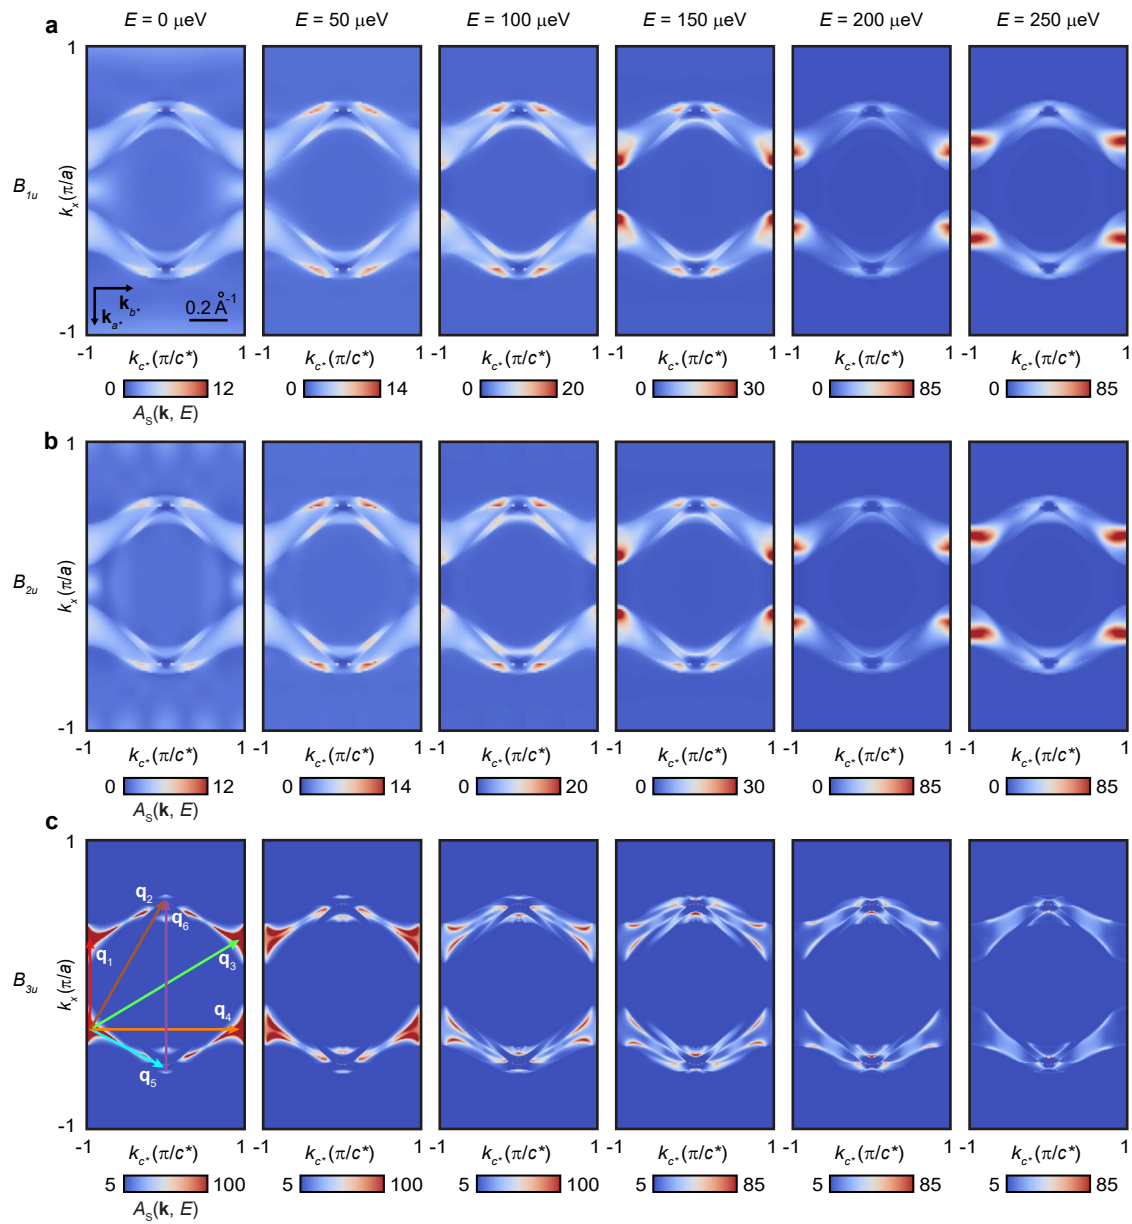 a
E = 0 μeV E = 50 μeV E = 100 μeV E = 150 μeV E = 200 μeV E = 250 μeV
1
B1u
kx(π/a)
ka*
kb*
0.2 Å-1
-1
-1 1 -1 1 -1 1 -1 1 -1 1 -1 1
kc*(π/c*) kc*(π/c*) kc*(π/c*) kc*(π/c*) kc*(π/c*) kc*(π/c*)
0 12 0 14 0 20 0 30 0 85 0 85
AS(k, E)
b
1
B2u
kx(π/a)
-1
-1 1 -1 1 -1 1 -1 1 -1 1 -1 1
kc*(π/c*) kc*(π/c*) kc*(π/c*) kc*(π/c*) kc*(π/c*) kc*(π/c*)
0 12 0 14 0 20 0 30 0 85 0 85
AS(k, E)
c
1
B3u
kx(π/a)
q2
q6
q1
q3
q4
q5
-1
-1 1 -1 1 -1 1 -1 1 -1 1 -1 1
kc*(π/c*) kc*(π/c*) kc*(π/c*) kc*(π/c*) kc*(π/c*) kc*(π/c*)
5 100 5 100 5 100 5 85 5 85 5 85
AS(k, E)